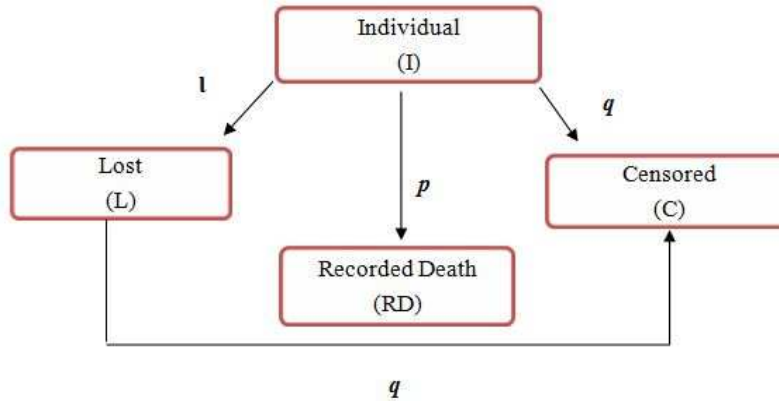 Individual
(I)
l
q
Lost
(L)
Censored
(C)
p
Recorded Death
(RD)
q